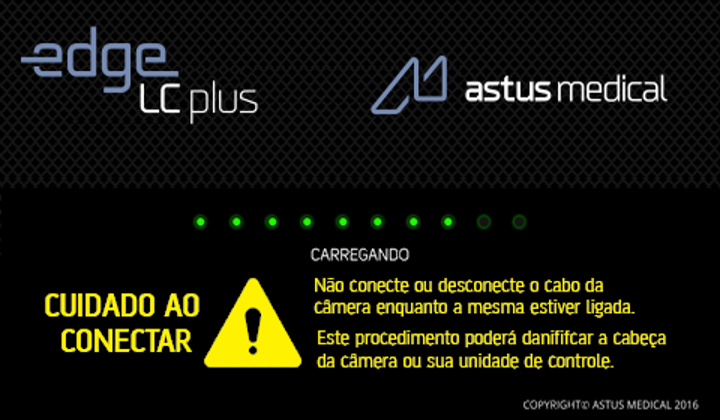 edge
LC plus
astus medical
CARREGANDO
CUIDADO AO
CONECTAR
Não conecte ou desconecte o cabo da
câmera enquanto a mesma estiver ligada.
Este procedimento poderá danififcar a cabeça
da câmera ou sua unidade de controle.
COPYRIGHT© ASTUS MEDICAL 2016